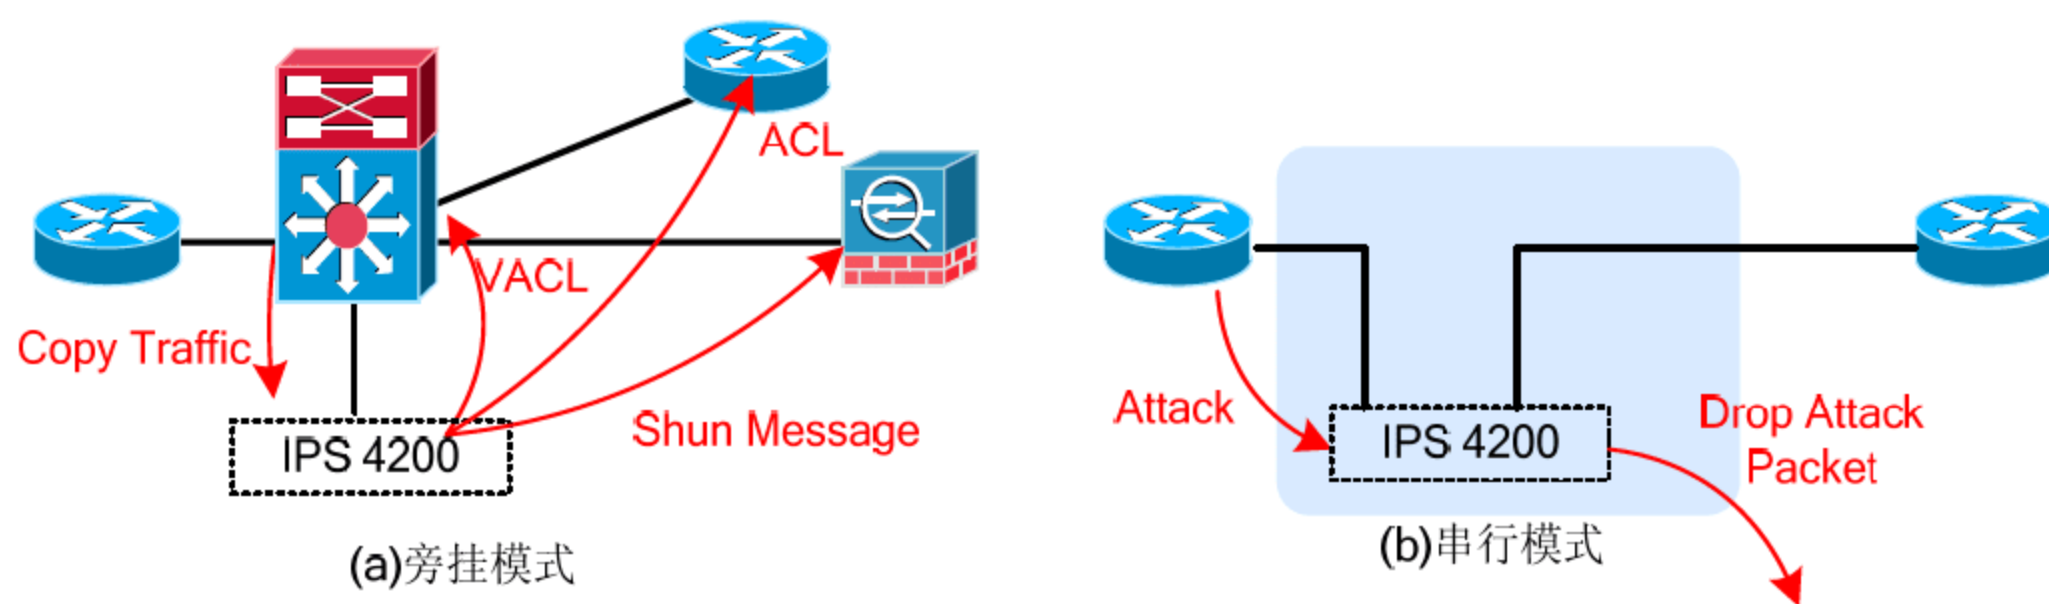 ACL
VACL
Copy Traffic
Shun Message
IPS 4200
(a)旁挂模式
Attack
IPS 4200
Drop Attack
Packet
(b)串行模式